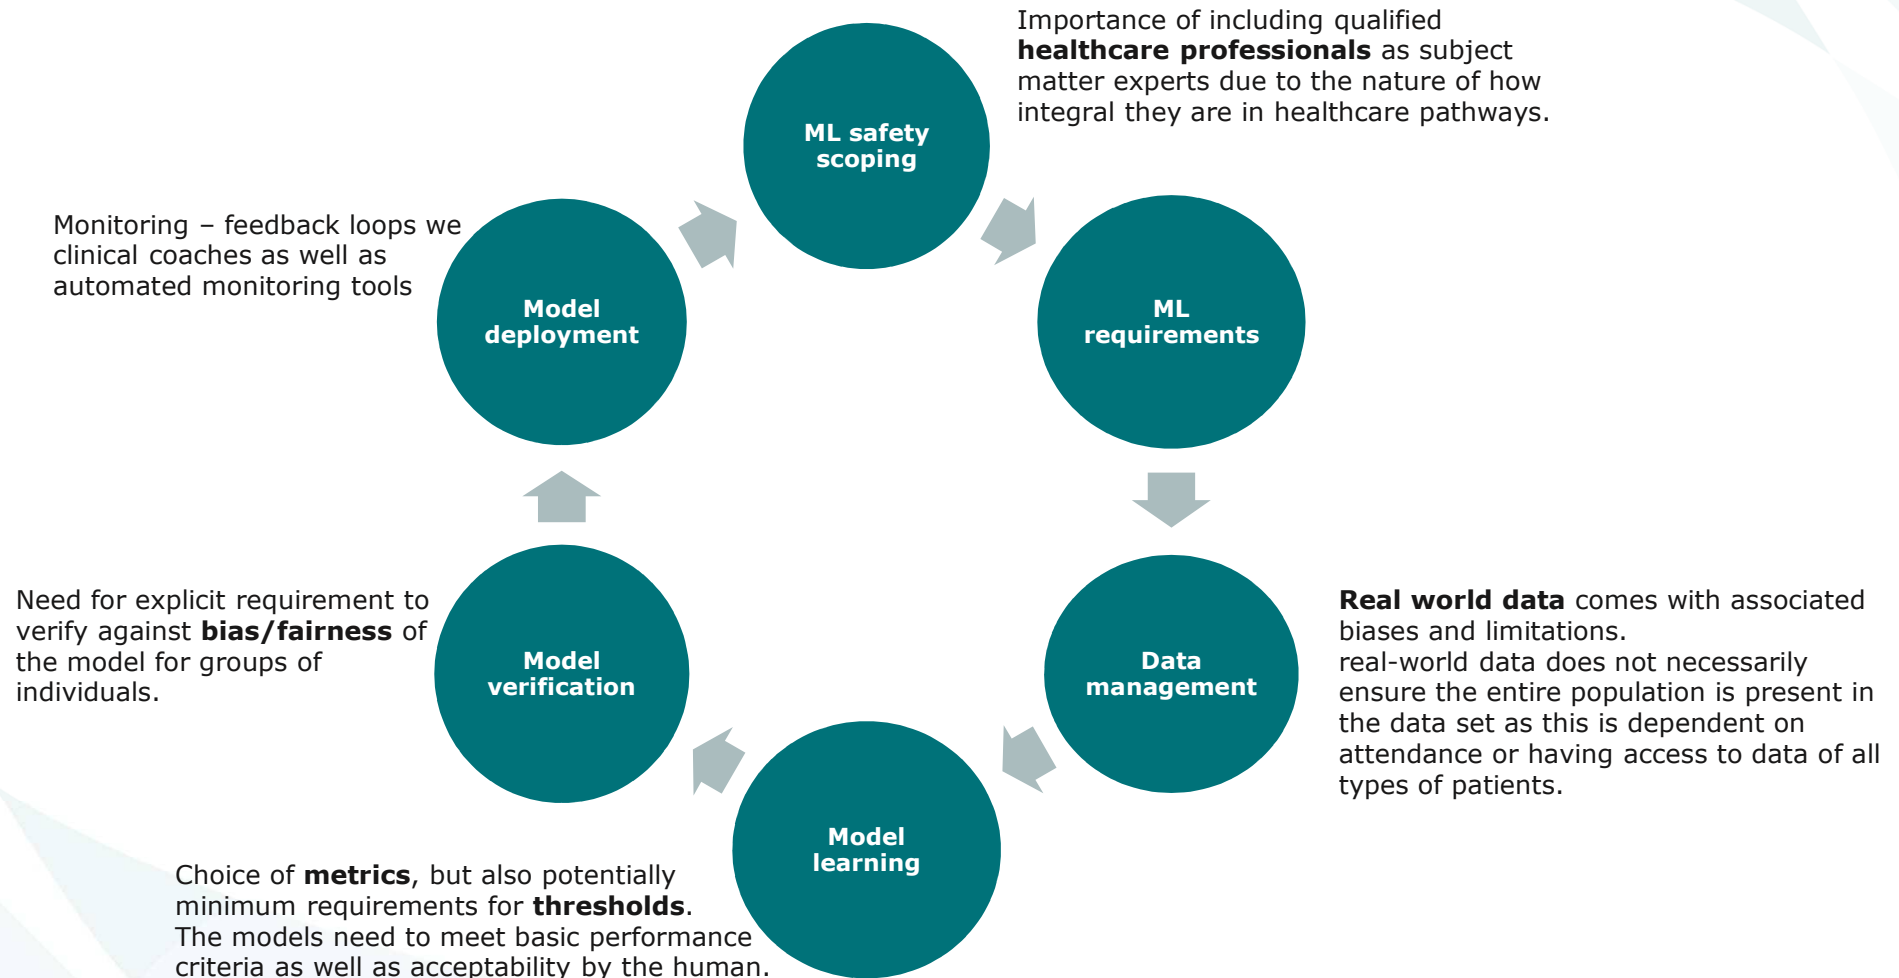 Importance of including qualified
healthcare professionals as subject
matter experts due to the nature of how
integral they are in healthcare pathways.
ML safety
scoping
Monitoring – feedback loops we
clinical coaches as well as
automated monitoring tools
Model
deployment
ML
requirements
Need for explicit requirement to
verify against bias/fairness of
the model for groups of
individuals.
Model
verification
Data
management
Real world data comes with associated
biases and limitations.
real-world data does not necessarily
ensure the entire population is present in
the data set as this is dependent on
attendance or having access to data of all
types of patients.
Model
learning
Choice of metrics, but also potentially
minimum requirements for thresholds.
The models need to meet basic performance
criteria as well as acceptability by the human.